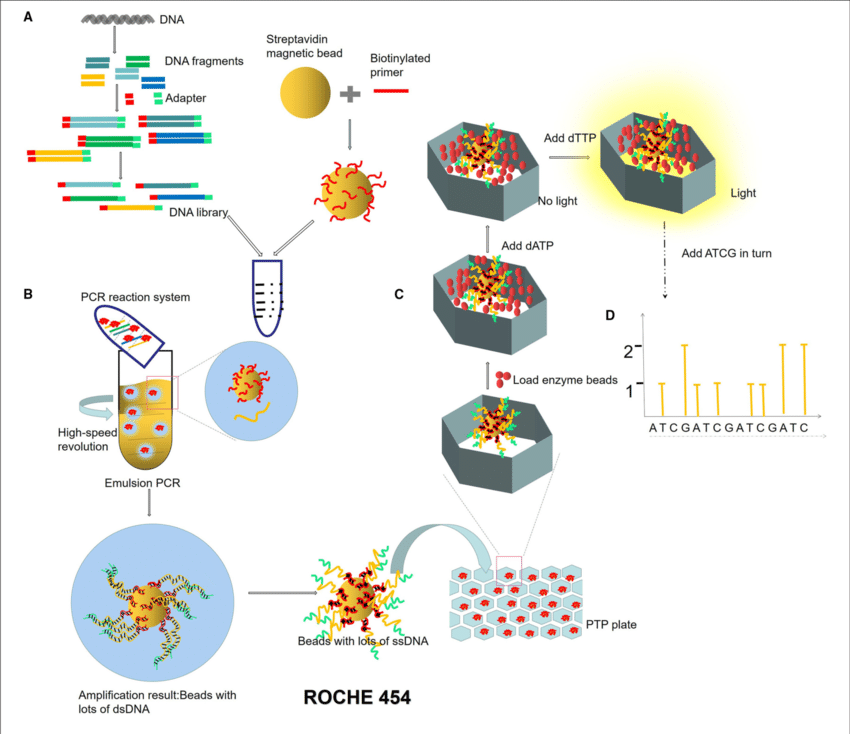 A
DNA
DNA fragments
Adapter
DNA library
Streptavidin
magnetic bead
Biotinylated
primer
B
PCR reaction system
High-speed
revolution
Emulsion PCR
Amplification result:Beads with
lots of dsDNA
Beads with lots of ssDNA
ROCHE 454
C
Add dTTP
No light
Light
Add dATP
Load enzyme beads
PTP plate
Add ATCG in turn
D
2
1
A T C G A T C G A T C G A T C